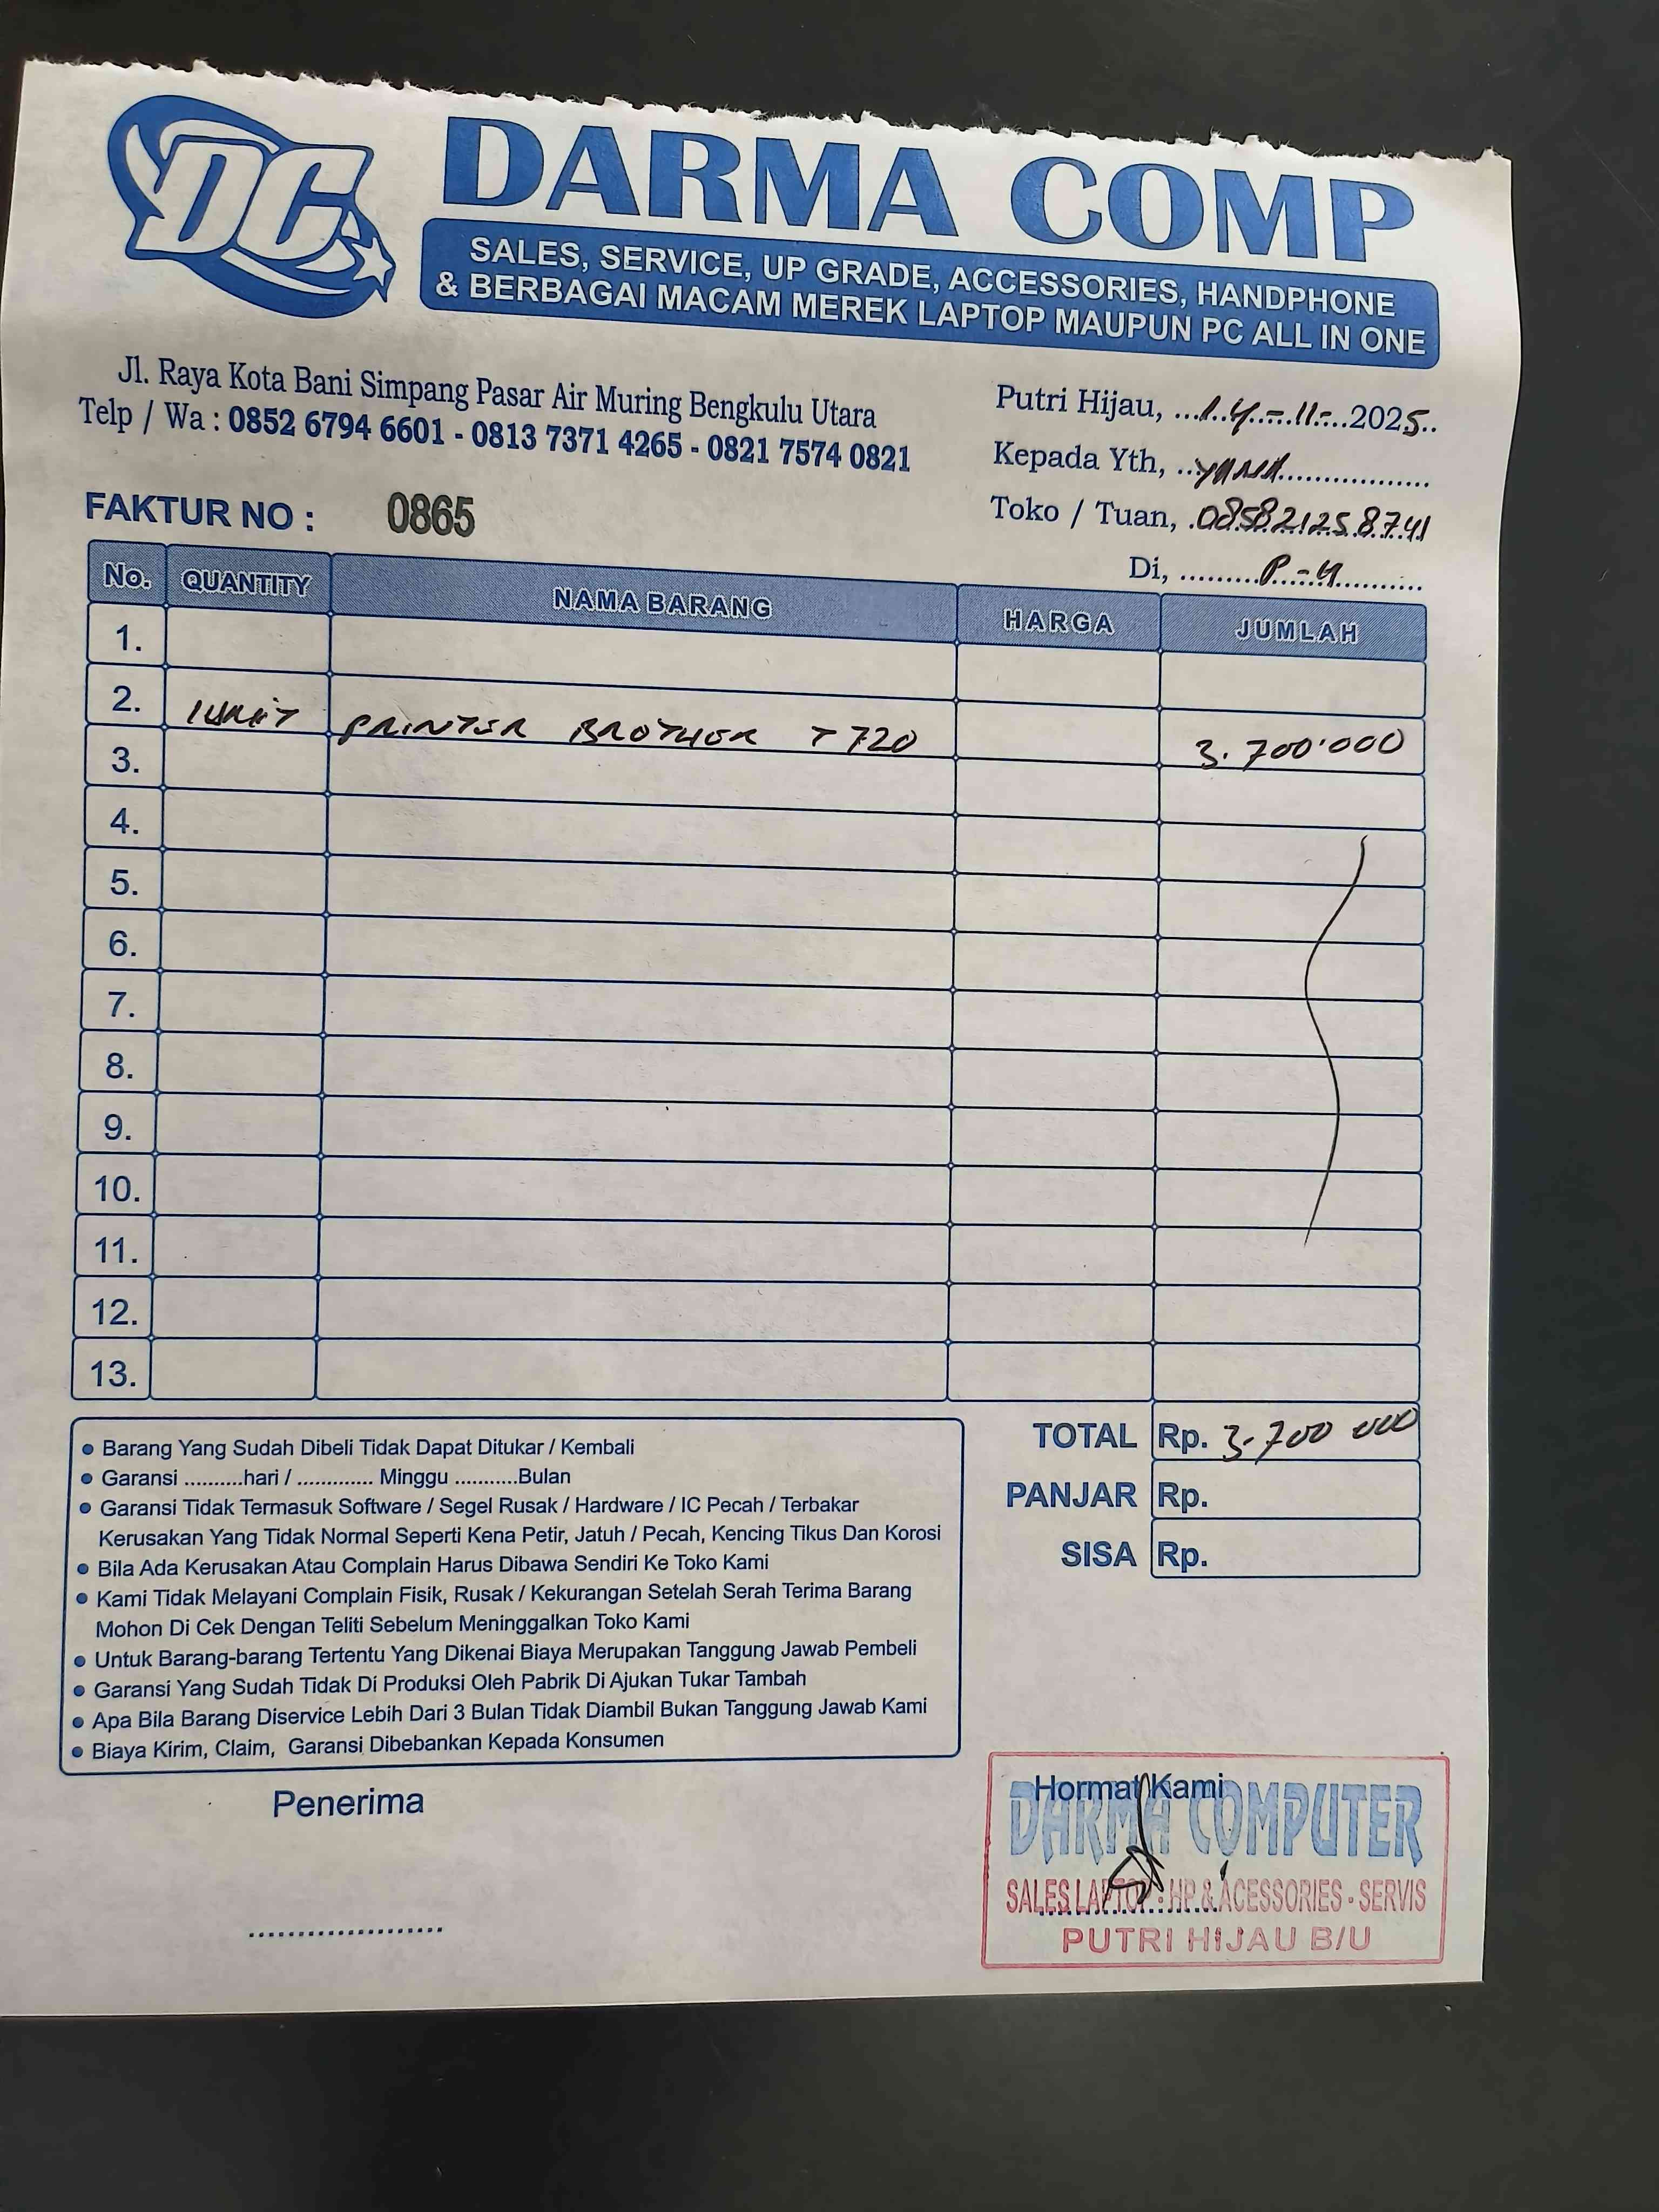 DC
DARMA COMP
SALES, SERVICE, UP GRADE, ACCESSORIES, HANDPHONE
& BERBAGAI MACAM MEREK LAPTOP MAUPUN PC ALL IN ONE
Jl. Raya Kota Bani Simpang Pasar Air Muring Bengkulu Utara
Telp / Wa : 0852 6794 6601 - 0813 7371 4265 - 0821 7574 0821
Putri Hijau, ...14.-.11-...2025..
Kepada Yth, ..YANA..................
Toko / Tuan, .085821258741
Di, .........P.-H...........
FAKTUR NO : 0865
No. QUANTITY NAMA BARANG HARGA JUMLAH
1.
2. 1 UNIT PRINTER BROTHER T720 3.700.000
3.
4.
5.
6.
7.
8.
9.
10.
11.
12.
13.
TOTAL Rp. 3.700 000
PANJAR Rp.
SISA Rp.
• Barang Yang Sudah Dibeli Tidak Dapat Ditukar / Kembali
• Garansi ..........hari / ............. Minggu ...........Bulan
• Garansi Tidak Termasuk Software / Segel Rusak / Hardware / IC Pecah / Terbakar
Kerusakan Yang Tidak Normal Seperti Kena Petir, Jatuh / Pecah, Kencing Tikus Dan Korosi
• Bila Ada Kerusakan Atau Complain Harus Dibawa Sendiri Ke Toko Kami
• Kami Tidak Melayani Complain Fisik, Rusak / Kekurangan Setelah Serah Terima Barang
Mohon Di Cek Dengan Teliti Sebelum Meninggalkan Toko Kami
• Untuk Barang-barang Tertentu Yang Dikenai Biaya Merupakan Tanggung Jawab Pembeli
• Garansi Yang Sudah Tidak Di Produksi Oleh Pabrik Di Ajukan Tukar Tambah
• Apa Bila Barang Diservice Lebih Dari 3 Bulan Tidak Diambil Bukan Tanggung Jawab Kami
• Biaya Kirim, Claim, Garansi Dibebankan Kepada Konsumen
Penerima
Hormat Kami
DARMA COMPUTER
SALES LAPTOP - HP & ACESSORIES - SERVIS
PUTRI HIJAU B/U